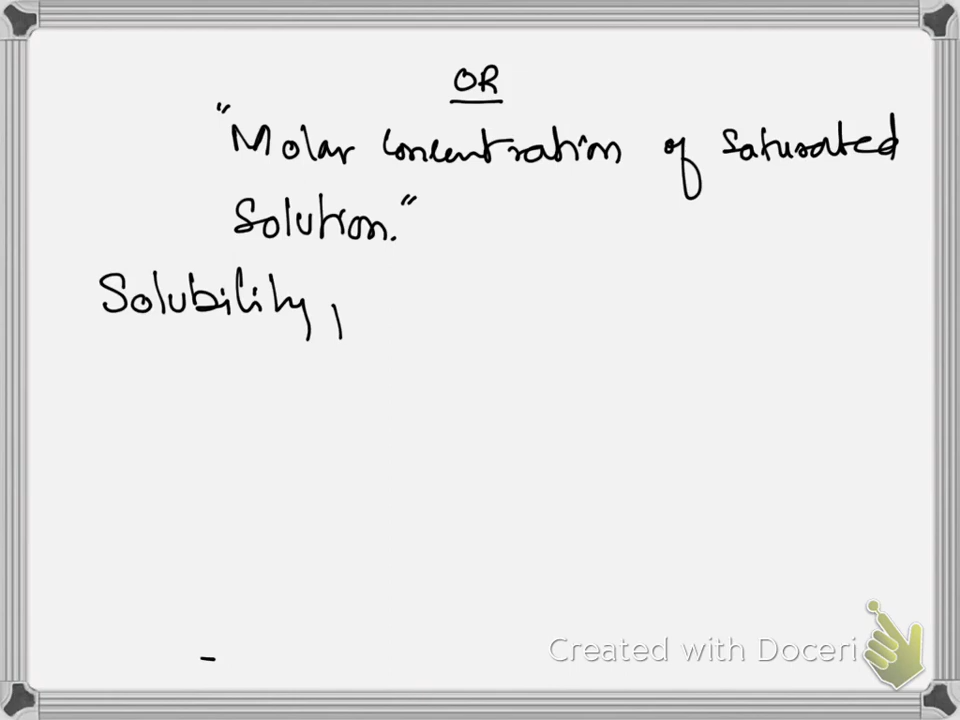 OR
"Molar concentration of saturated
solution."
Solubility,
Created with Doceri